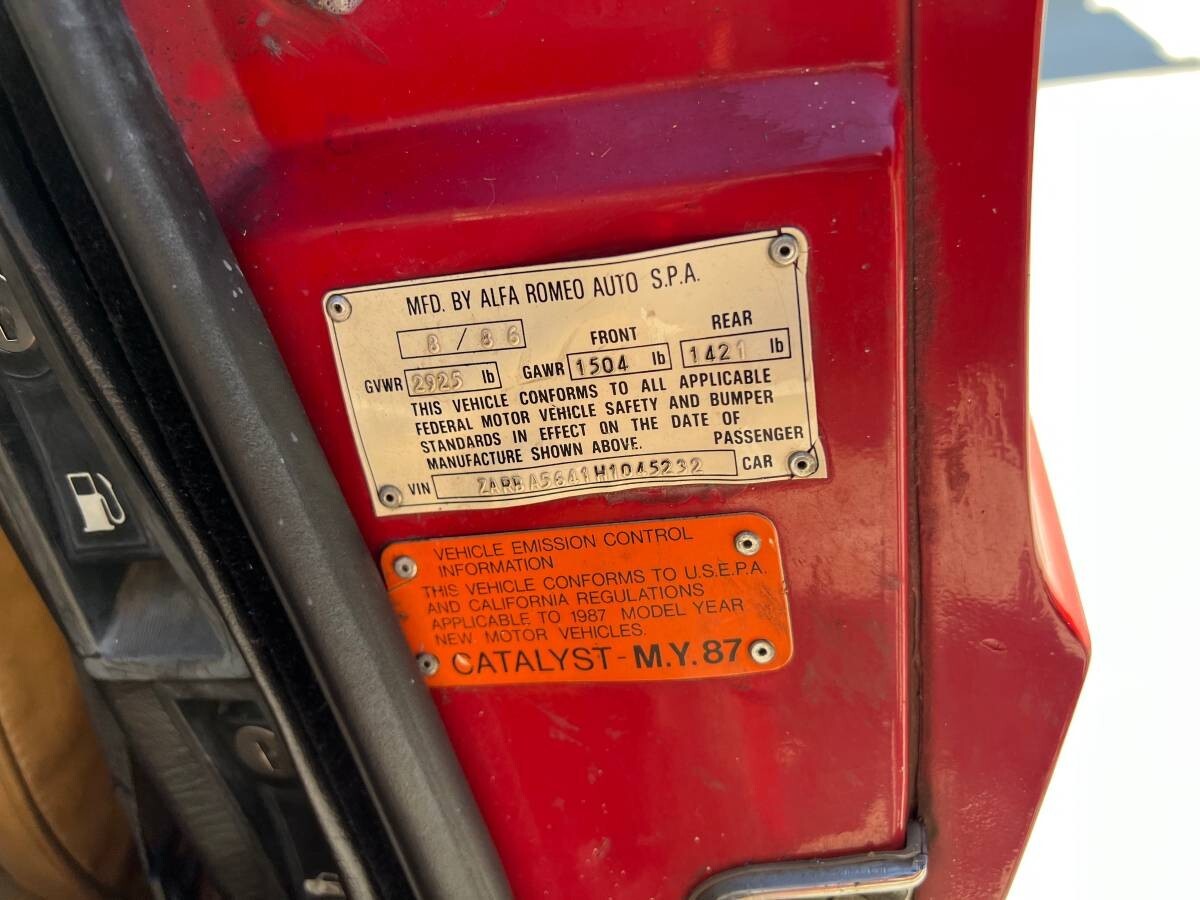 MFD. BY ALFA ROMEO AUTO S.P.A.
8 / 86
FRONT REAR
GVWR 2925 lb GAWR 1504 lb 1421 lb
THIS VEHICLE CONFORMS TO ALL APPLICABLE
FEDERAL MOTOR VEHICLE SAFETY AND BUMPER
STANDARDS IN EFFECT ON THE DATE OF
MANUFACTURE SHOWN ABOVE. PASSENGER
VIN ZARBA5641H1045232 CAR
VEHICLE EMISSION CONTROL
INFORMATION
THIS VEHICLE CONFORMS TO U.S.E.P.A.
AND CALIFORNIA REGULATIONS
APPLICABLE TO 1987 MODEL YEAR
NEW MOTOR VEHICLES.
CATALYST - M.Y. 87